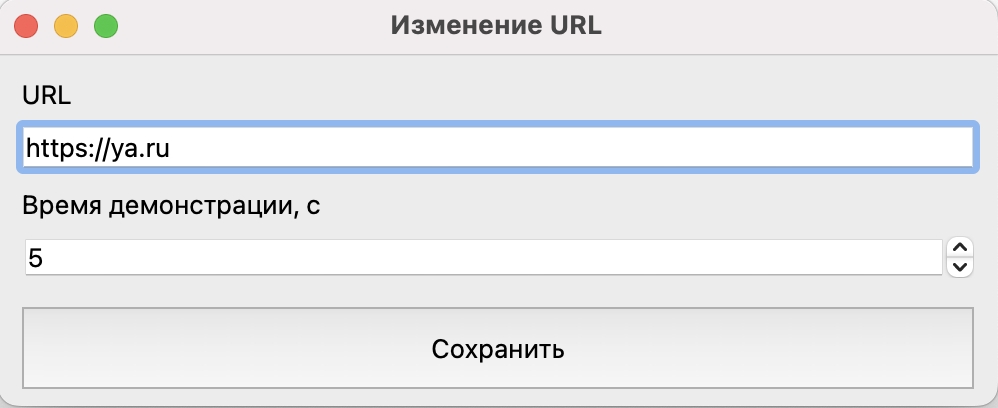 Изменение URL
URL
https://ya.ru
Время демонстрации, с
5
Сохранить